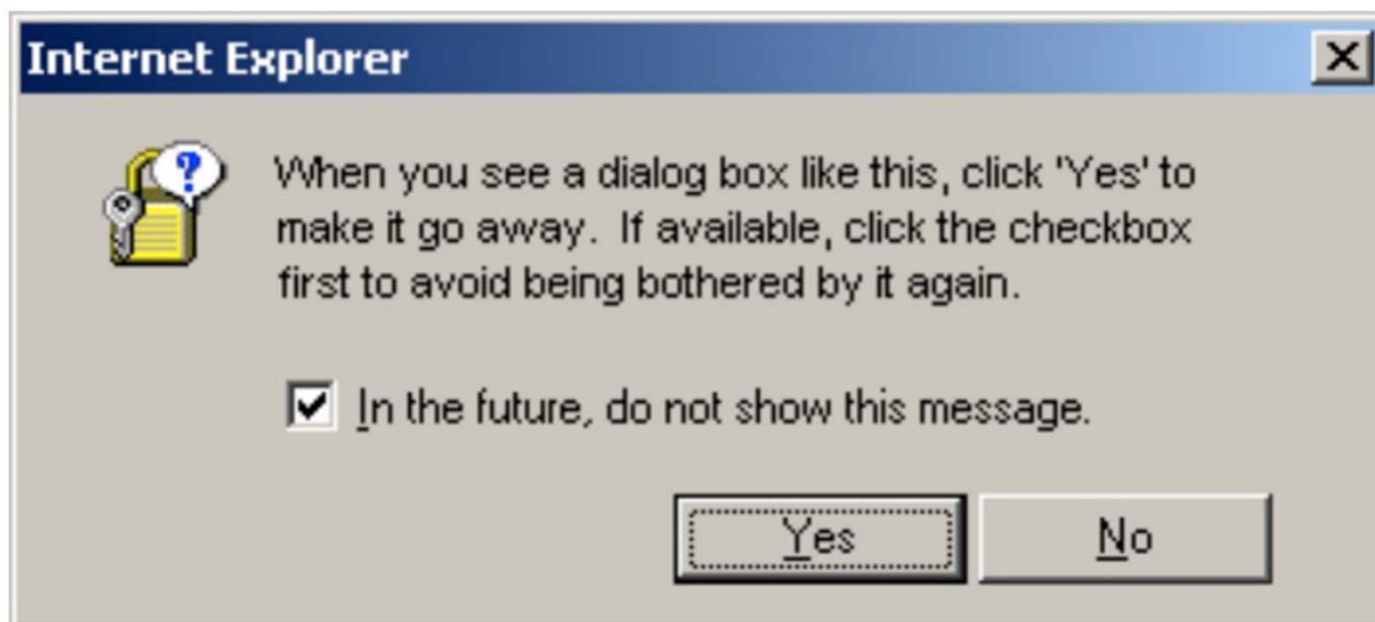 Internet Explorer
?
When you see a dialog box like this, click 'Yes' to
make it go away. If available, click the checkbox
first to avoid being bothered by it again.
In the future, do not show this message.
Yes
No